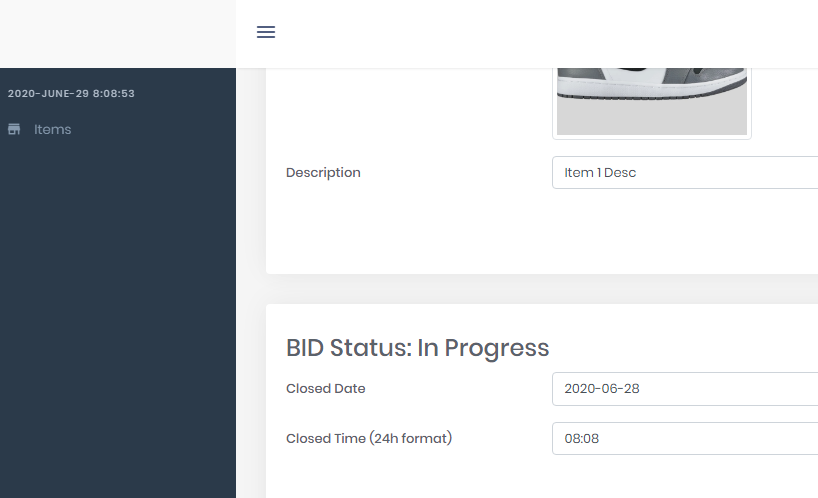 2020-JUNE-29 8:08:53
Items
Description
Item 1 Desc
BID Status: In Progress
Closed Date
2020-06-28
Closed Time (24h format)
08:08